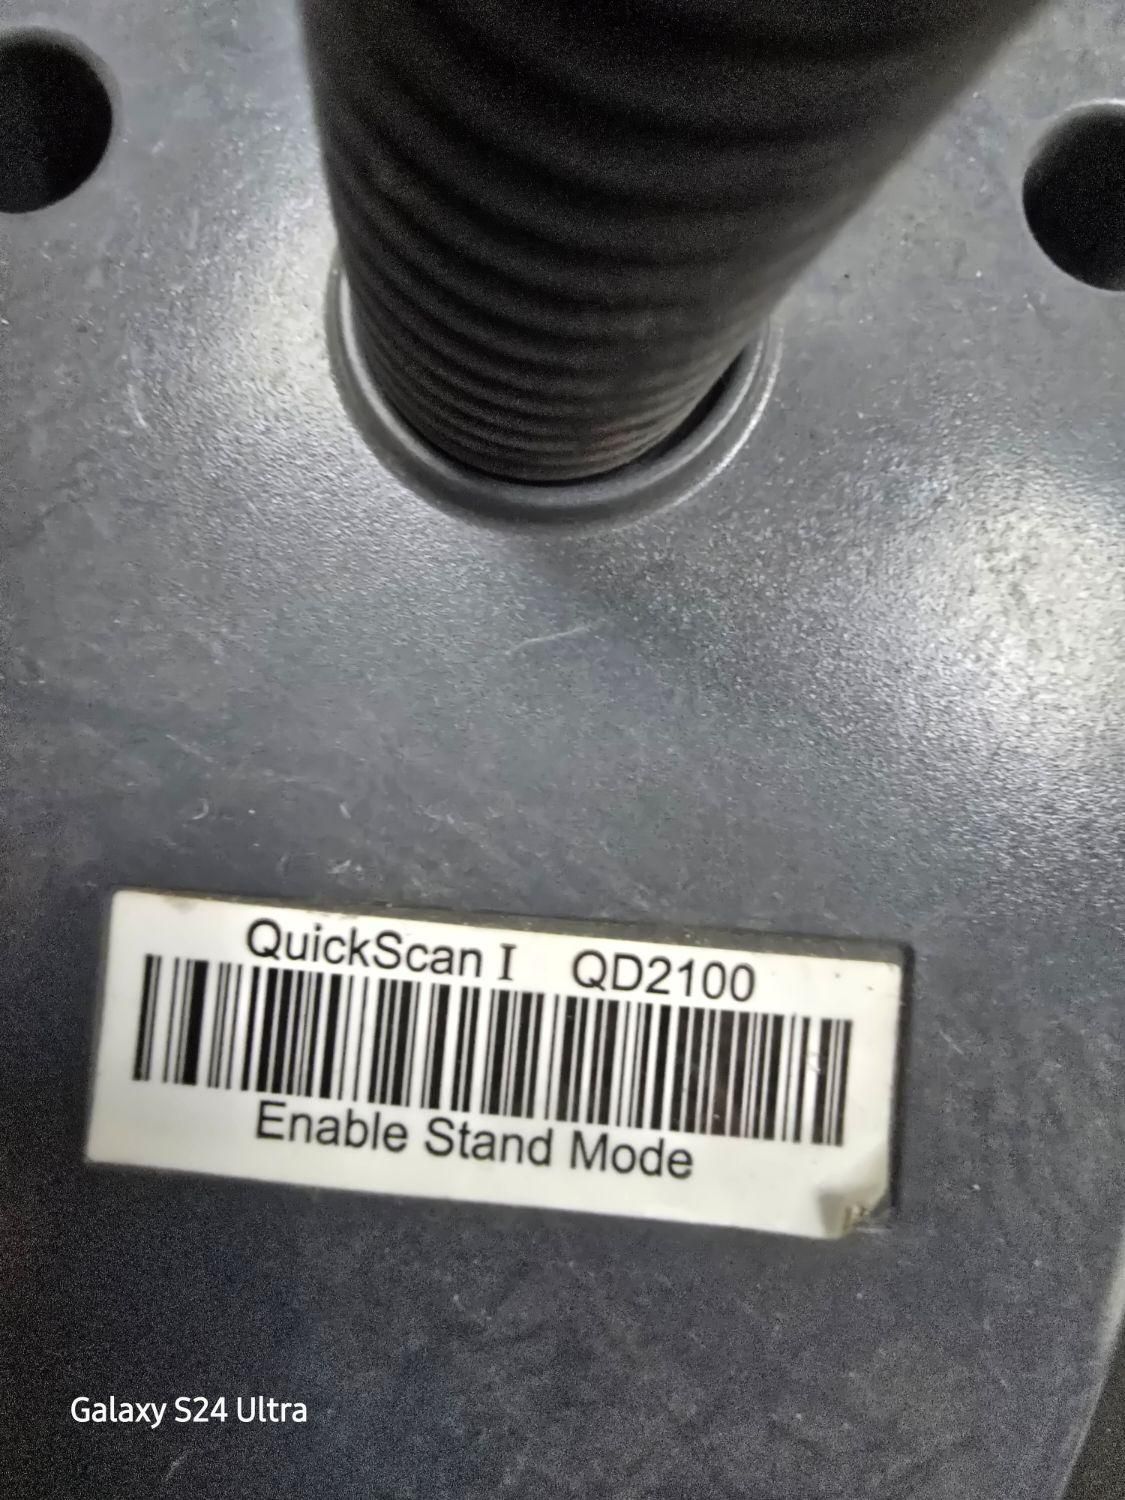 QuickScan I QD2100
Enable Stand Mode
Galaxy S24 Ultra